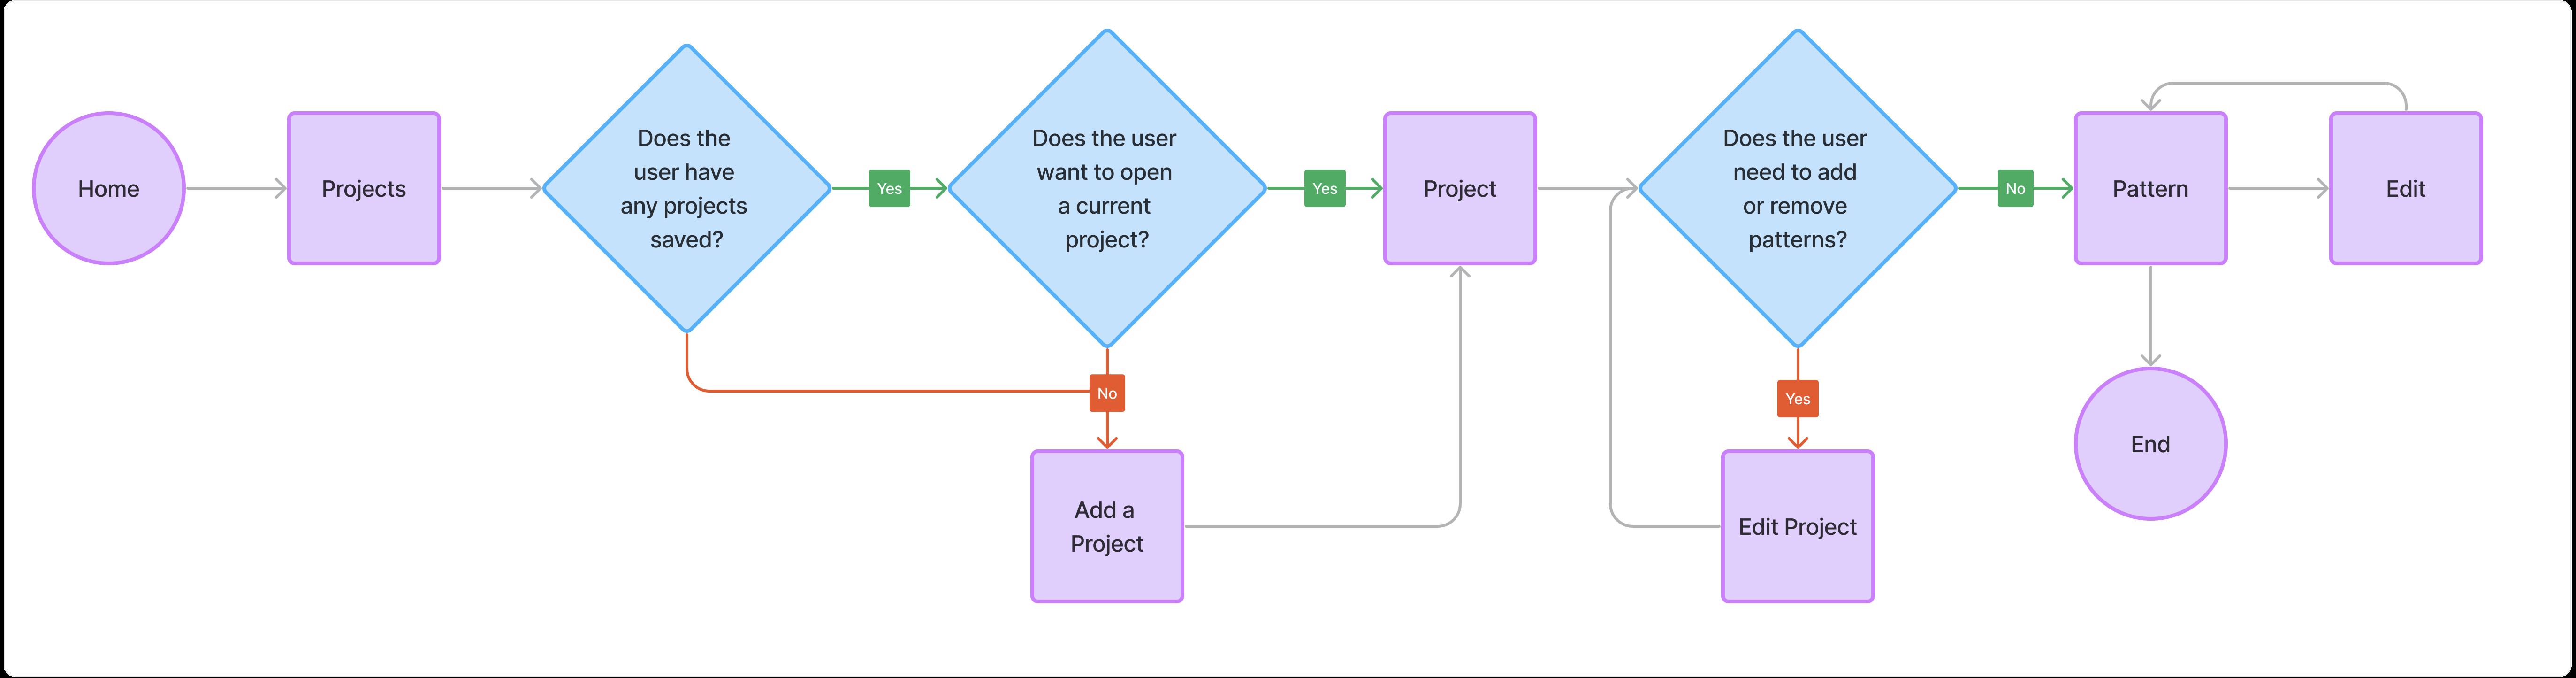 Home
Projects
Does the
user have
any projects
saved?
Yes
Does the user
want to open
a current
project?
Yes
Project
Does the user
need to add
or remove
patterns?
No
Pattern
Edit
No
Add a
Project
Yes
Edit Project
End